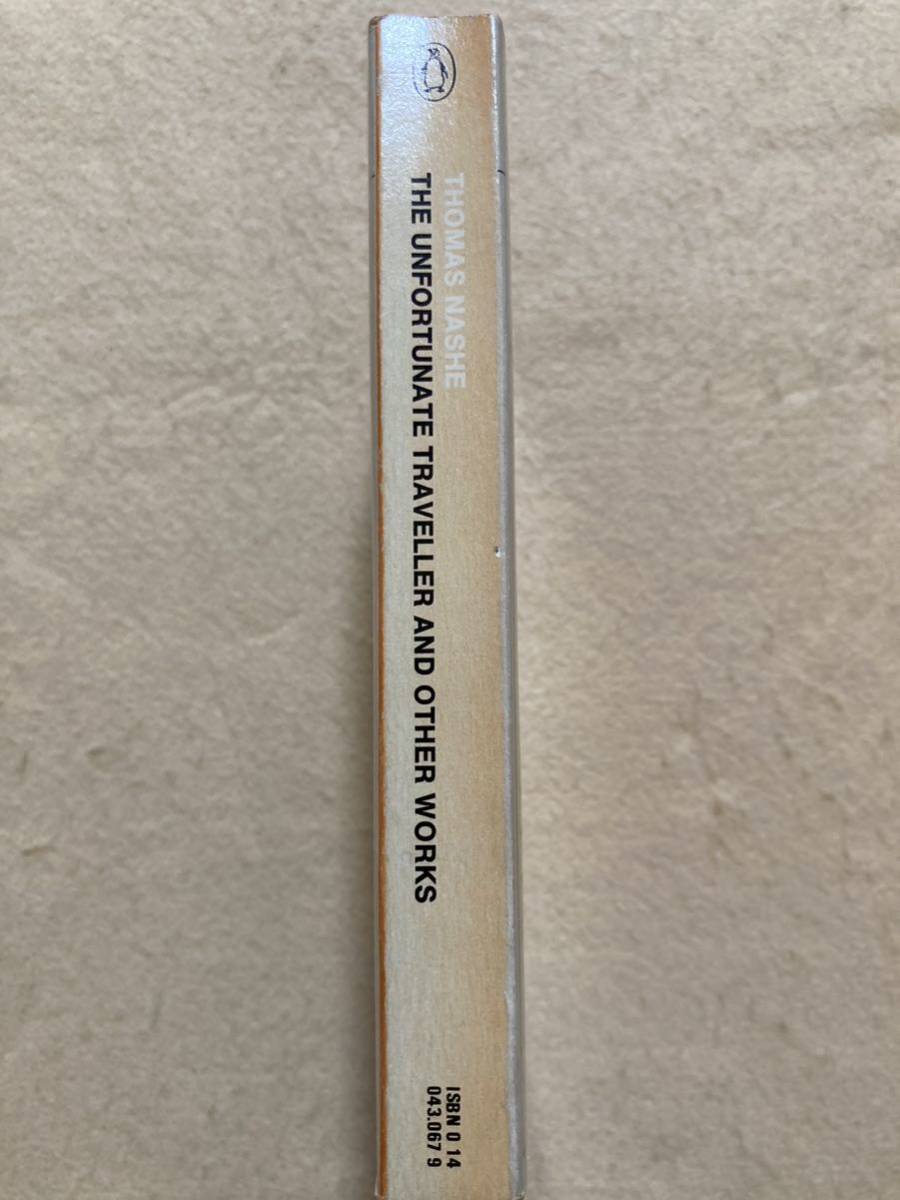 THOMAS NASHE
THE UNFORTUNATE TRAVELLER AND OTHER WORKS
ISBN 0 14
043.067 9